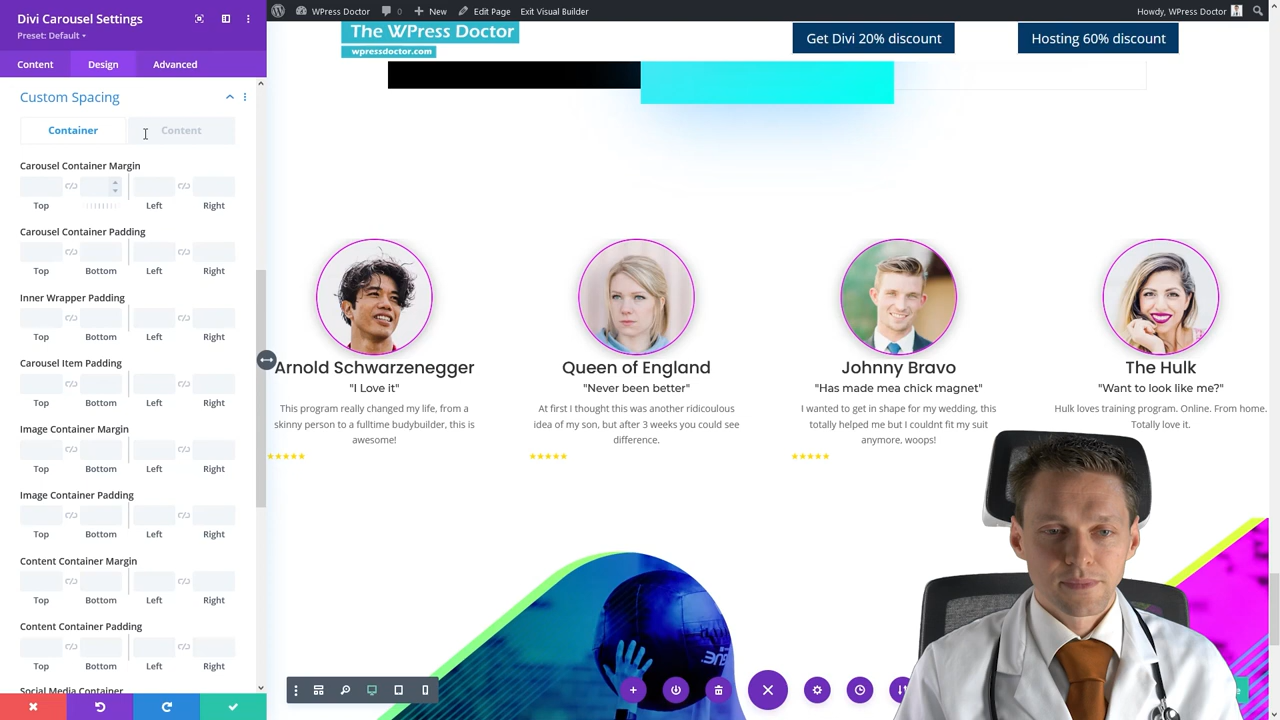 Divi Carousel Settings
Preset: Default
Content
Design
Advanced
WPress Doctor
0
New
Edit Page
Exit Visual Builder
Howdy, WPress Doctor
The WPress Doctor
wpressdoctor.com
Get Divi 20% discount
Hosting 60% discount
Custom Spacing
Container
Content
Carousel Container Margin
Top
Left
Right
Carousel Container Padding
Top
Bottom
Left
Right
Inner Wrapper Padding
Top
Bottom
Left
Right
Carousel Item Padding
Top
Bottom
Left
Right
Image Container Margin
Top
Bottom
Left
Right
Image Container Padding
Top
Bottom
Left
Right
Content Container Margin
Top
Bottom
Left
Right
Content Container Padding
Top
Bottom
Left
Right
Social Media Container
Arnold Schwarzenegger
"I Love it"
This program really changed my life, from a
skinny person to a fulltime budybuilder, this is
awesome!
Queen of England
"Never been better"
At first I thought this was another ridiculous
idea of my son, but after 3 weeks you could see
difference.
Johnny Bravo
"Has made mea chick magnet"
I wanted to get in shape for my wedding, this
totally helped me but I couldnt fit my suit
anymore, woops!
The Hulk
"Want to look like me?"
Hulk loves training program. Online. From home.
Totally love it.